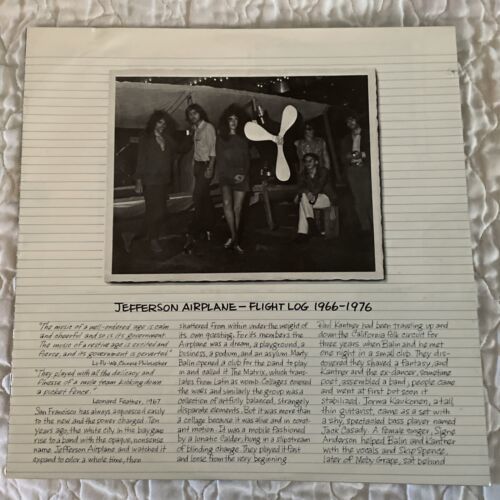 JEFFERSON AIRPLANE — FLIGHT LOG 1966-1976
"The music of a well-ordered age is calm
and cheerful and so is its government.
The music of a restive age is excited and
fierce, and its government is perverted."
"They played with all the delicacy and
finesse of a mule team kicking down
a picket fence."
Leonard Feather, 1967
San Francisco has always acquiesced easily
to the new and the power changed. Ten
Years ago, the white city in the bay gave
rise to a band with the opaque, nonsense
name Jefferson Airplane and watched it
expand to color a whole time, then
shattered from within under the weight of
its own questing. For its members the
Airplane was a dream, a playground, a
business, a podium, and an asylum. Marty
Balin opened a club for the band to play
in and called it The Matrix, which trans-
lates from Latin as womb. Collages covered
the walls and similarly the group was a
collection of artfully balanced, strangely
disparate elements. But it was more than
a collage because it was alive and in const-
ant motion. It was a mobile fashioned
by a lunatic Calder, hung in a slipstream
of blinding change. They played it fast
and loose from the very beginning.
Paul Kantner had been traveling up and
down the California folk circuit for
three years when Balin and he met
one night in a small club. They dis-
covered they shared a fantasy, and
Kantner and the ex-dancer, sometime
poet, assembled a band; people came
and went at first but soon it
stabilized. Jorma Kaukonen, a tall,
thin guitarist, came as a set with
a shy, spectacled bass player named
Jack Casady. A female singer, Signe
Anderson helped Balin and Kantner
with the vocals and Skip Spence,
later of Moby Grape, sat behind